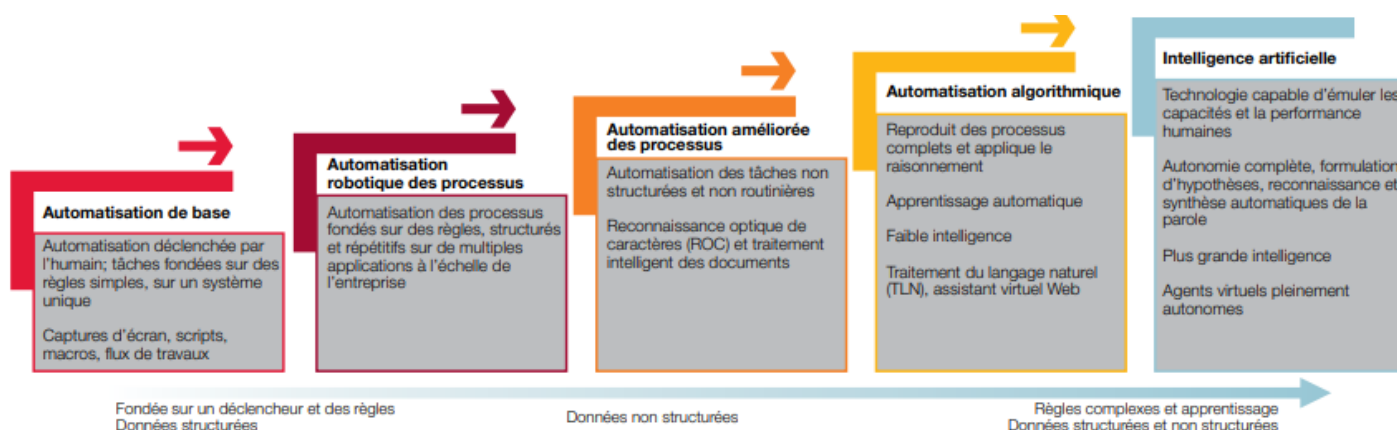 Automatisation de base
Automatisation déclenchée par
l'humain; tâches fondées sur des
règles simples, sur un système
unique
Captures d'écran, scripts,
macros, flux de travaux
Automatisation
robotique des processus
Automatisation des processus
fondés sur des règles, structurés
et répétitifs sur de multiples
applications à l'échelle de
l'entreprise
Automatisation améliorée
des processus
Automatisation des tâches non
structurées et non routinières
Reconnaissance optique de
caractères (ROC) et traitement
intelligent des documents
Automatisation algorithmique
Reproduit des processus
complets et applique le
raisonnement
Apprentissage automatique
Faible intelligence
Traitement du langage naturel
(TLN), assistant virtuel Web
Intelligence artificielle
Technologie capable d'émuler les
capacités et la performance
humaines
Autonomie complète, formulation
d'hypothèses, reconnaissance et
synthèse automatiques de la
parole
Plus grande intelligence
Agents virtuels pleinement
autonomes
Fondée sur un déclencheur et des règles
Données structurées
Données non structurées
Règles complexes et apprentissage
Données structurées et non structurées